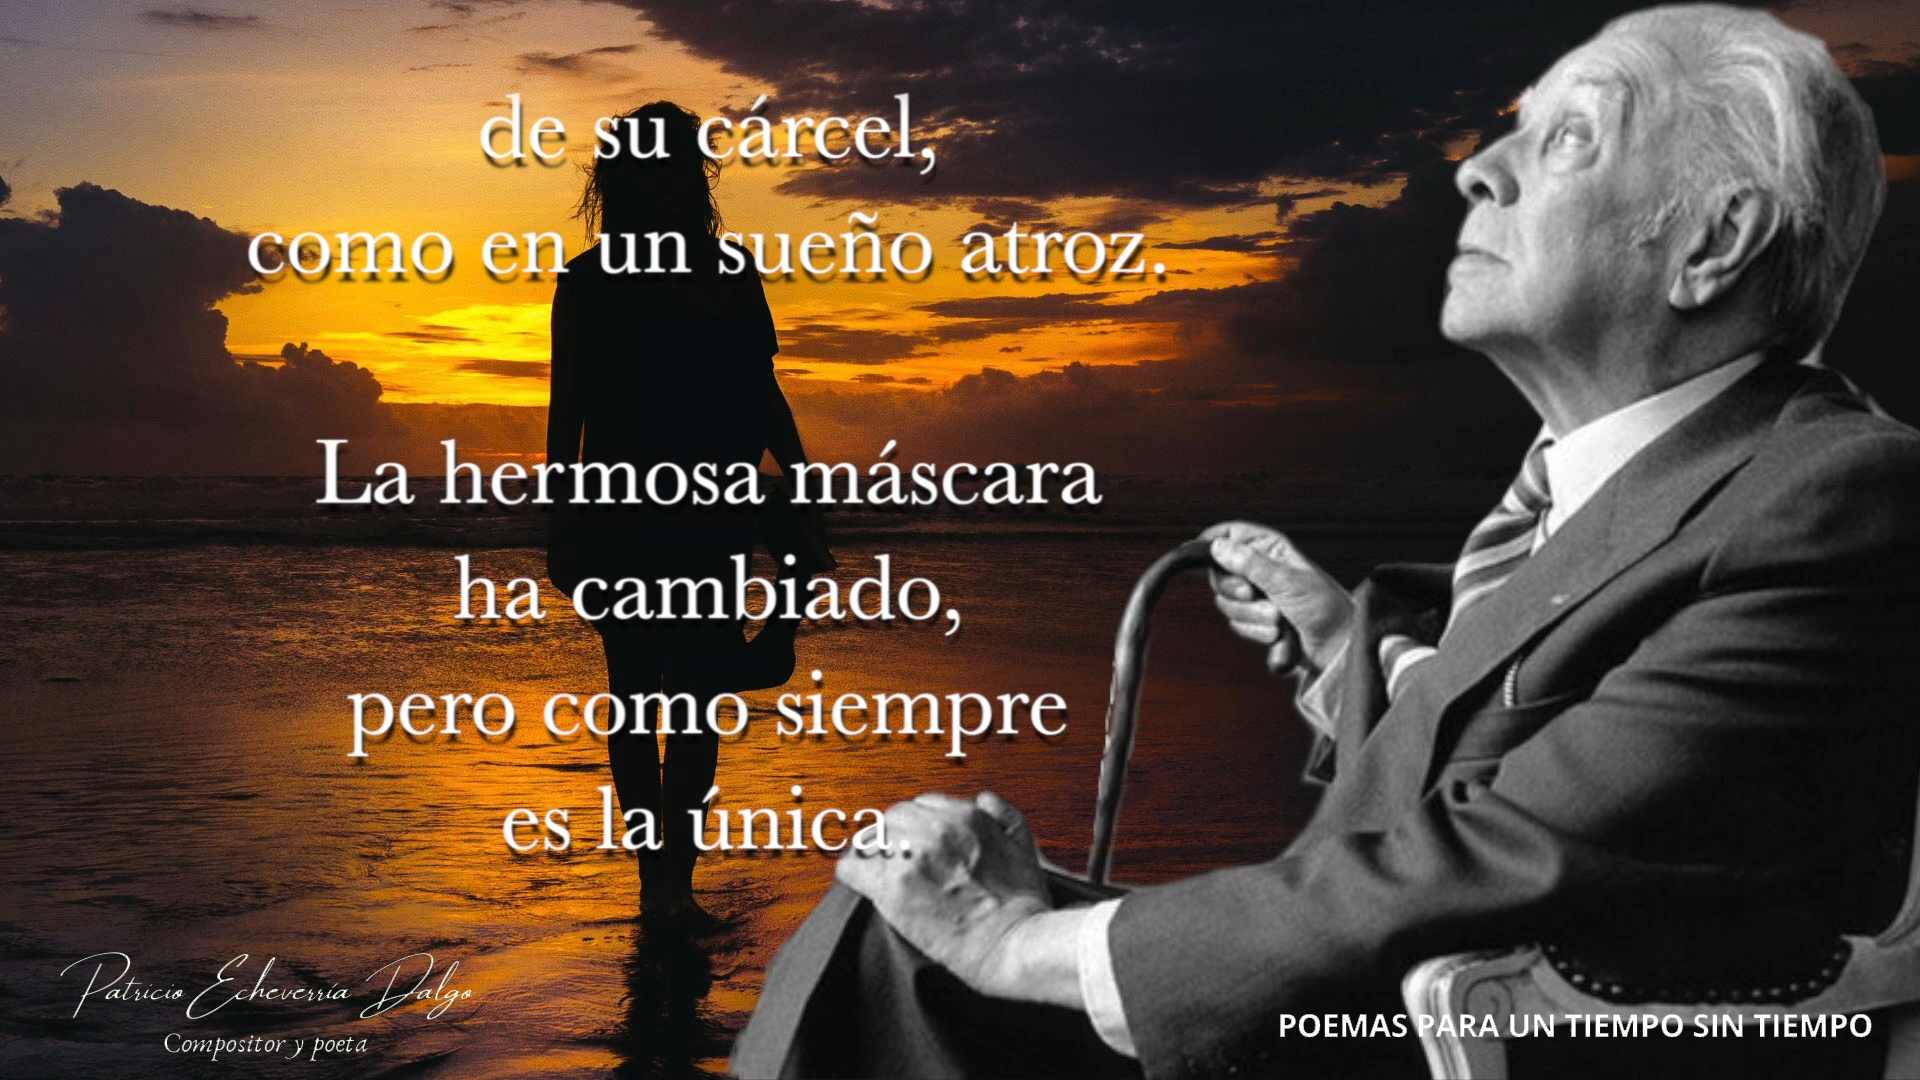 de su cárcel,
como en un sueño atroz.
La hermosa máscara
ha cambiado,
pero como siempre
es la única.
Patricio Echeverría Dalgo
Compositor y poeta
POEMAS PARA UN TIEMPO SIN TIEMPO